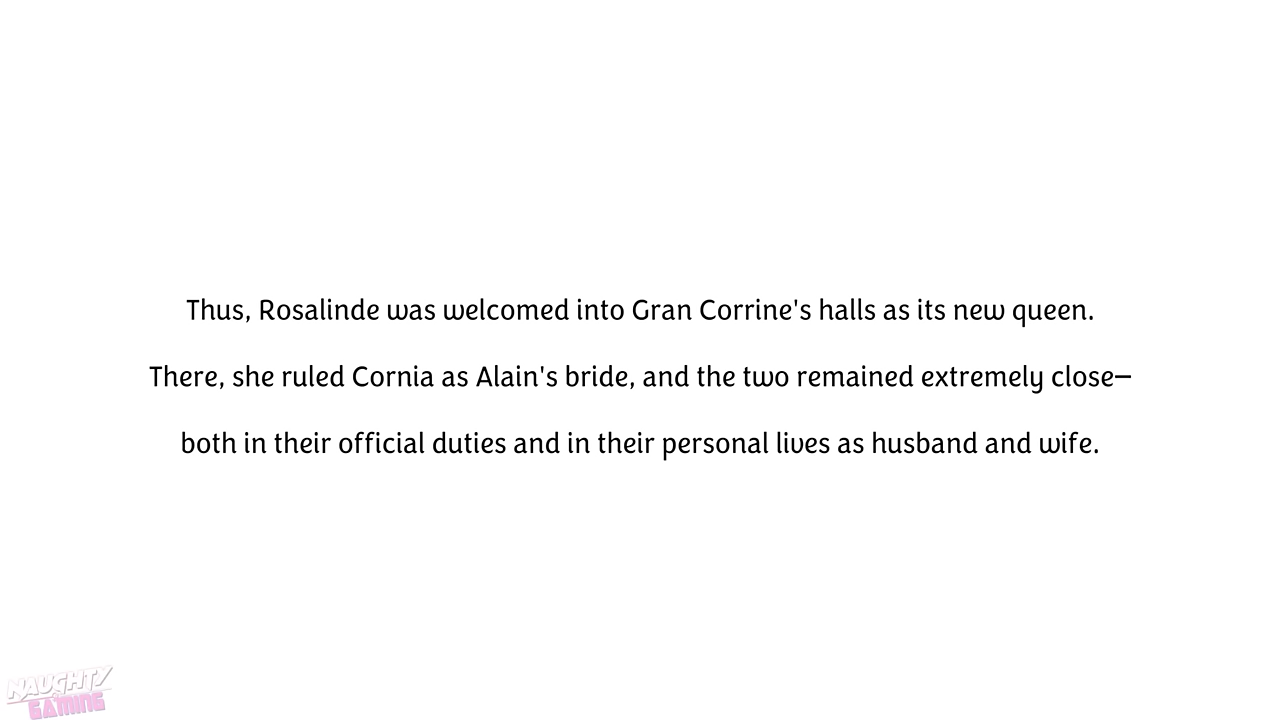 Thus, Rosalinde was welcomed into Gran Corrine's halls as its new queen.
There, she ruled Cornia as Alain's bride, and the two remained extremely close—
both in their official duties and in their personal lives as husband and wife.
NAUGHTY
GAMING